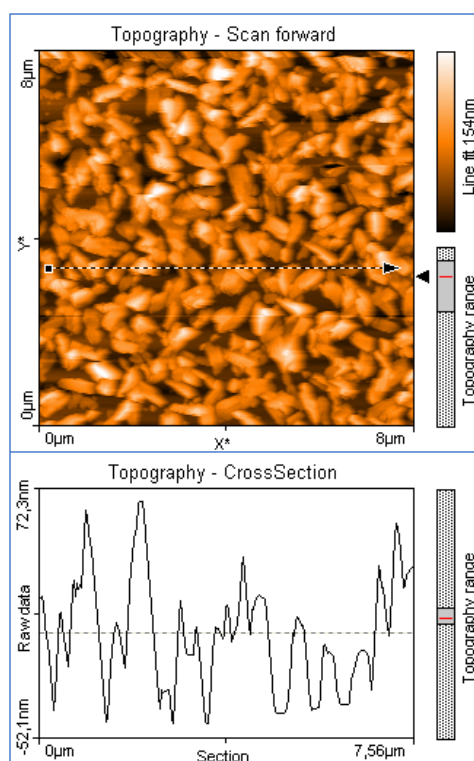 Topography - Scan forward
8µm
Y*
0µm
0µm
X*
8µm
Line fit 154nm
Topography range
Topography - CrossSection
72,3nm
Raw data
-52,1nm
0µm
Section
7,56µm
Topography range